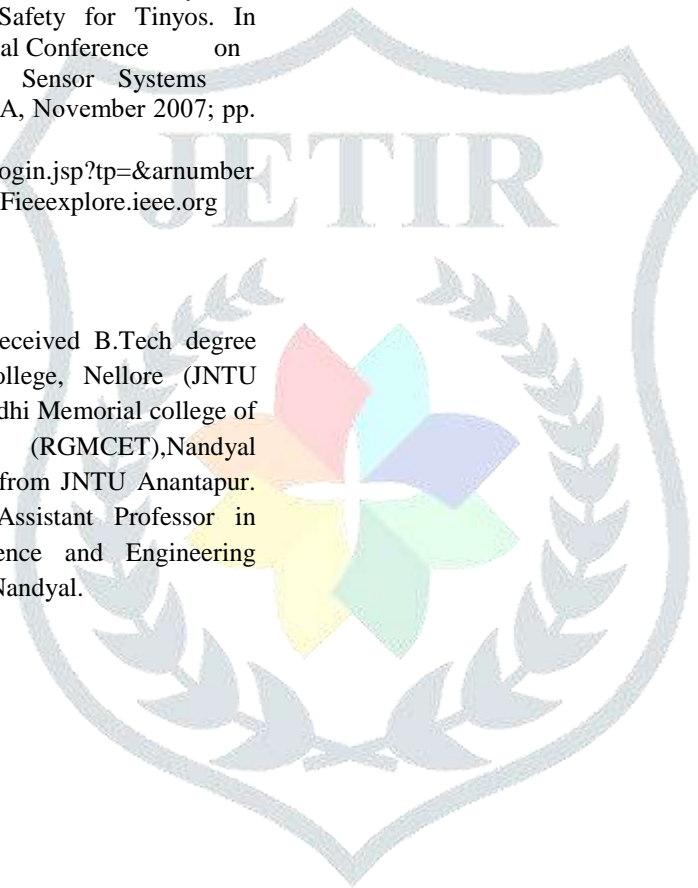 Safety for Tinyos. In
al Conference on
Sensor Systems
A, November 2007; pp.
ogin.jsp?tp=&arnumber
Fieeexplore.ieee.org
JETIR
eceived B.Tech degree
ollege, Nellore (JNTU
dhi Memorial college of
(RGMCET),Nandyal
from JNTU Anantapur.
Assistant Professor in
ence and Engineering
Nandyal.